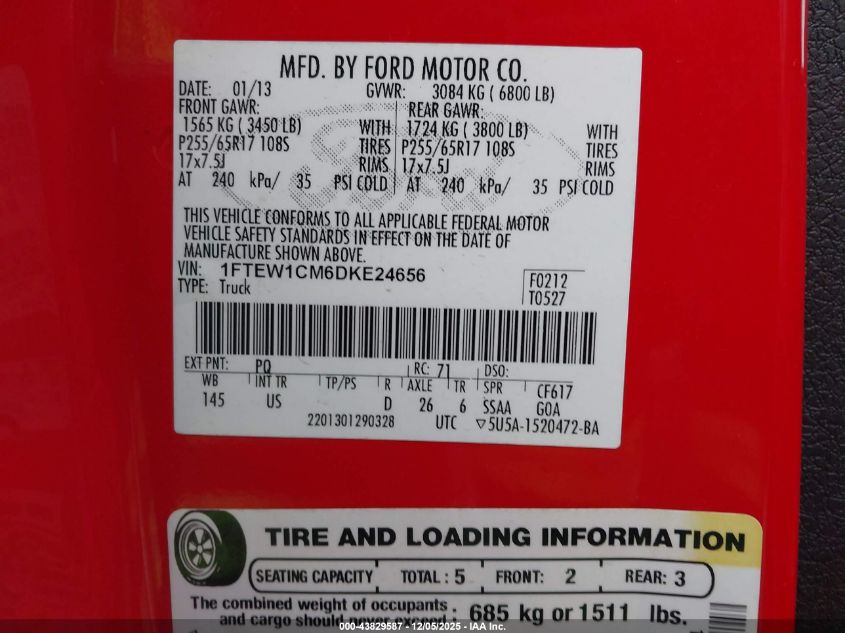 MFD. BY FORD MOTOR CO.
DATE: 01/13 GVWR: 3084 KG ( 6800 LB)
FRONT GAWR: REAR GAWR:
1565 KG ( 3450 LB) WITH 1724 KG ( 3800 LB) WITH
P255/65R17 108S TIRES P255/65R17 108S TIRES
17x7.5J RIMS 17x7.5J RIMS
AT 240 kPa/ 35 PSI COLD AT 240 kPa/ 35 PSI COLD
THIS VEHICLE CONFORMS TO ALL APPLICABLE FEDERAL MOTOR
VEHICLE SAFETY STANDARDS IN EFFECT ON THE DATE OF
MANUFACTURE SHOWN ABOVE.
VIN: 1FTEW1CM6DKE24656 F0212
TYPE: Truck T0527
EXT PNT: PQ RC: 71 DSO:
WB INT TR TP/PS R AXLE TR SPR CF617
145 US D 26 6 SSAA GOA
2201301290328 UTC ▽5U5A-1520472-BA
TIRE AND LOADING INFORMATION
SEATING CAPACITY TOTAL : 5 FRONT: 2 REAR: 3
The combined weight of occupants
and cargo should never exceed : 685 kg or 1511 lbs.
000-43829587 - 12/05/2025 - IAA Inc.